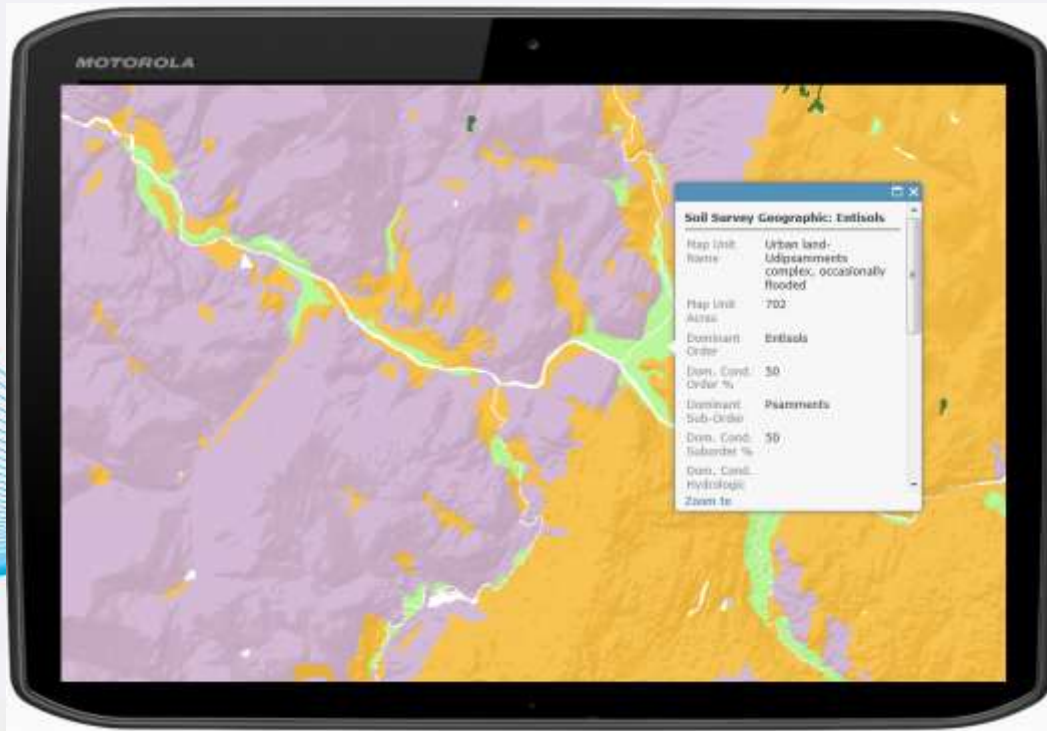 MOTOROLA
Soil Survey Geographic: Entisols
Map Unit Name
Urban land-
Udipsamments
complex, occasionally
flooded
Map Unit Acres
702
Dominant Order
Entisols
Dom. Cond. Order %
50
Dominant Sub-Order
Psamments
Dom. Cond. Suborder %
50
Dom. Cond. Hydrologic
Zoom to